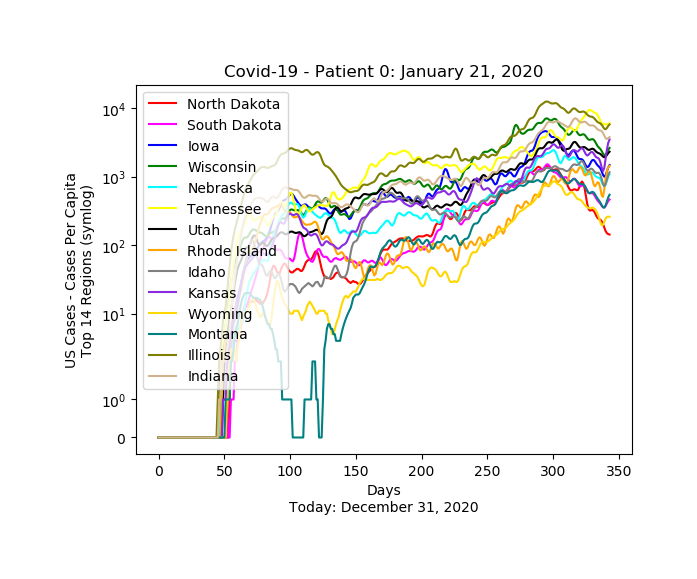 Covid-19 - Patient 0: January 21, 2020
US Cases - Cases Per Capita
Top 14 Regions (symlog)
10^4
10^3
10^2
10^1
10^0
0
North Dakota
South Dakota
Iowa
Wisconsin
Nebraska
Tennessee
Utah
Rhode Island
Idaho
Kansas
Wyoming
Montana
Illinois
Indiana
0 50 100 150 200 250 300 350
Days
Today: December 31, 2020